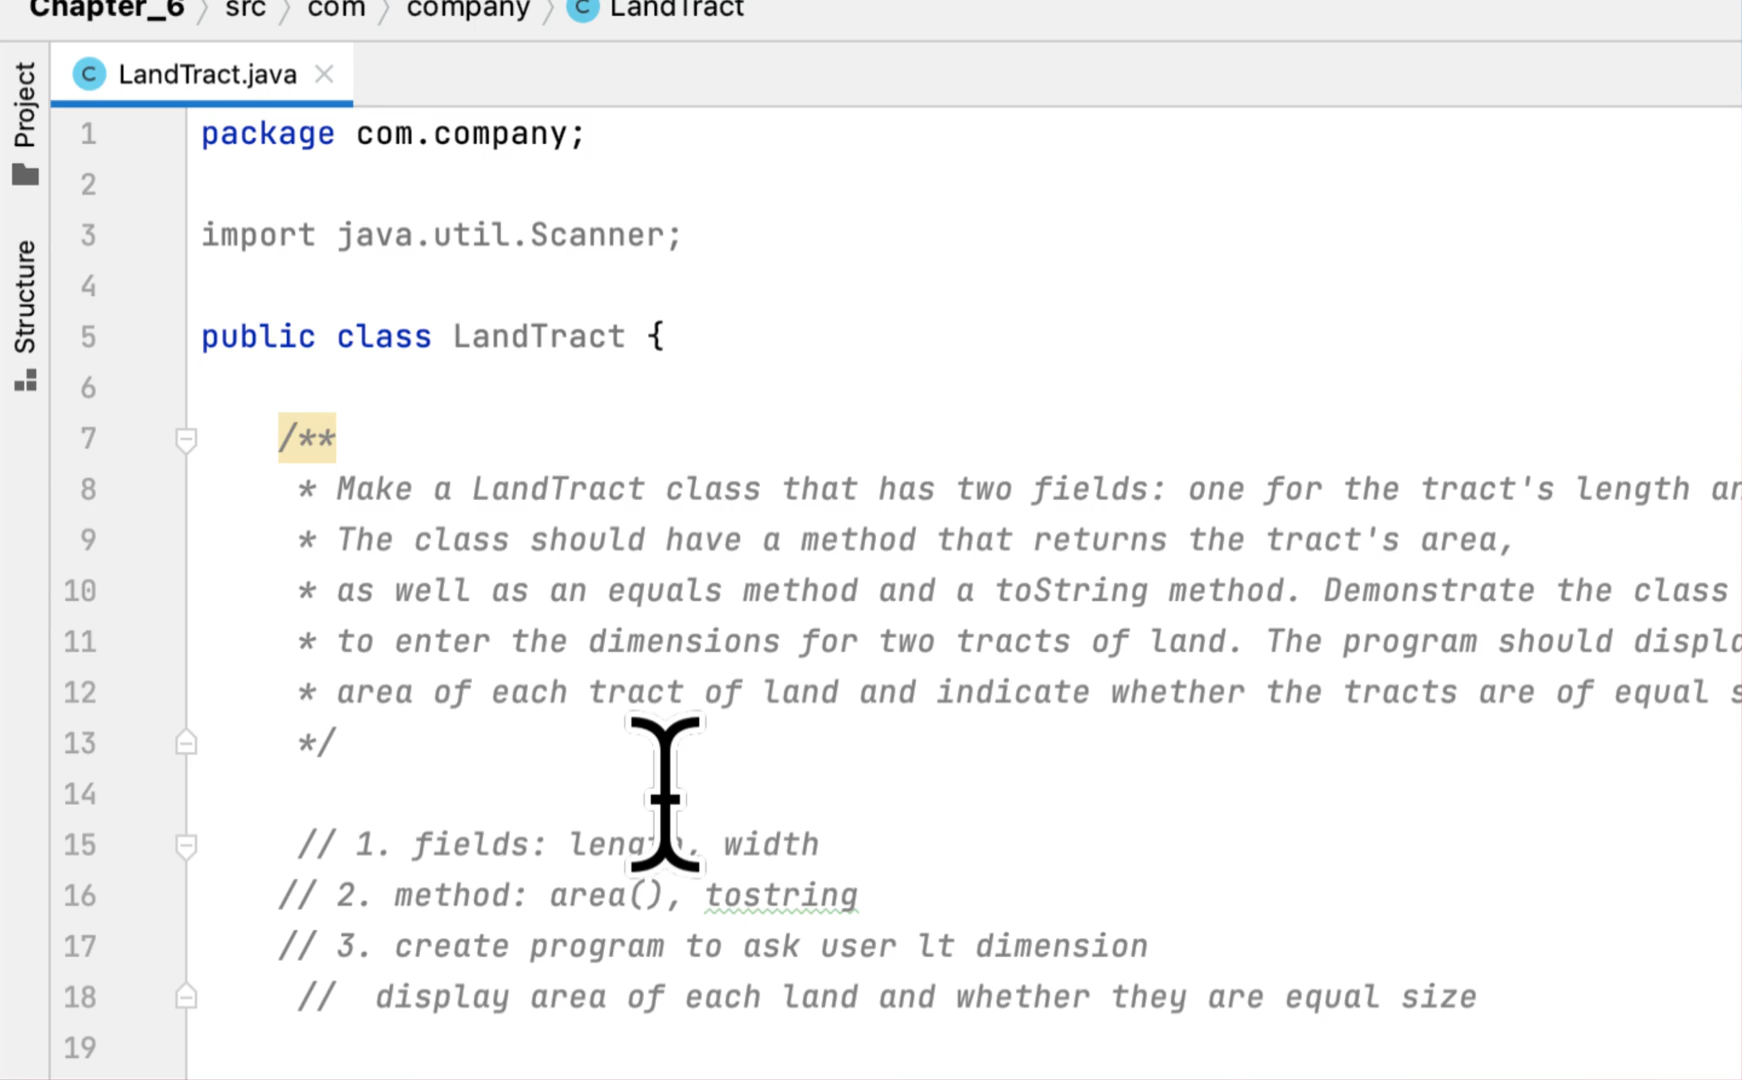 Chapter_6 src com company LandTract
Project
Structure
LandTract.java
1 package com.company;
2
3 import java.util.Scanner;
4
5 public class LandTract {
6
7 /**
8 * Make a LandTract class that has two fields: one for the tract's length
9 * The class should have a method that returns the tract's area,
10 * as well as an equals method and a toString method. Demonstrate the class
11 * to enter the dimensions for two tracts of land. The program should
12 * area of each tract of land and indicate whether the tracts are of equal
13 */
14
15 // 1. fields: length, width
16 // 2. method: area(), tostring
17 // 3. create program to ask user lt dimension
18 // display area of each land and whether they are equal size
19